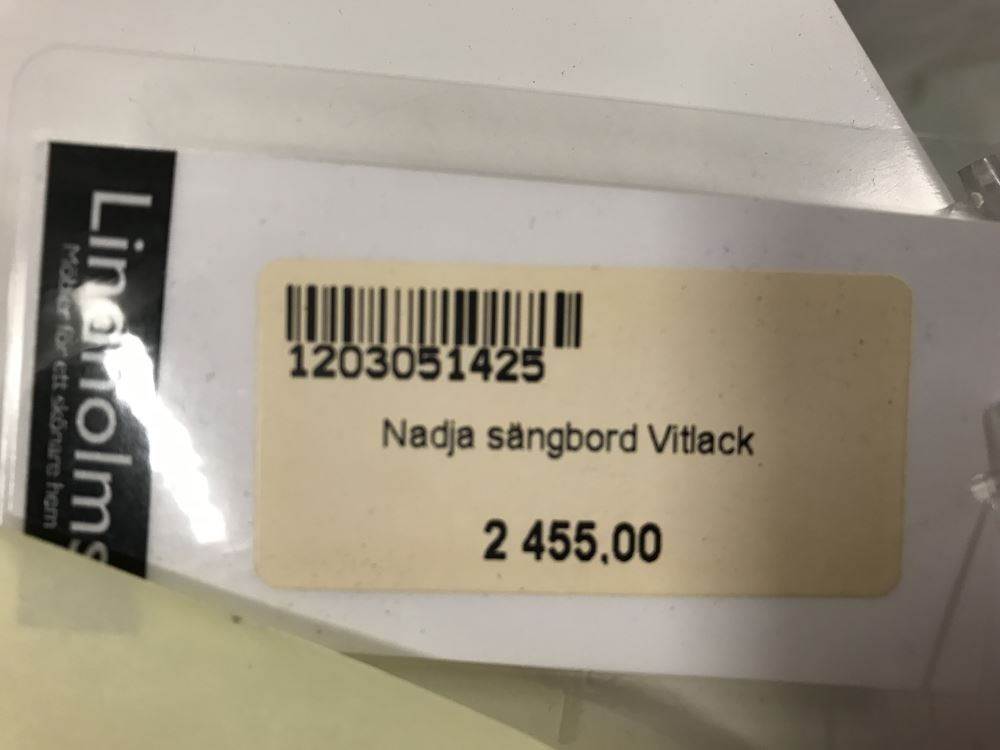 Lindholms
Möbler för ett skönare hem
1203051425
Nadja sängbord Vitlack
2 455,00